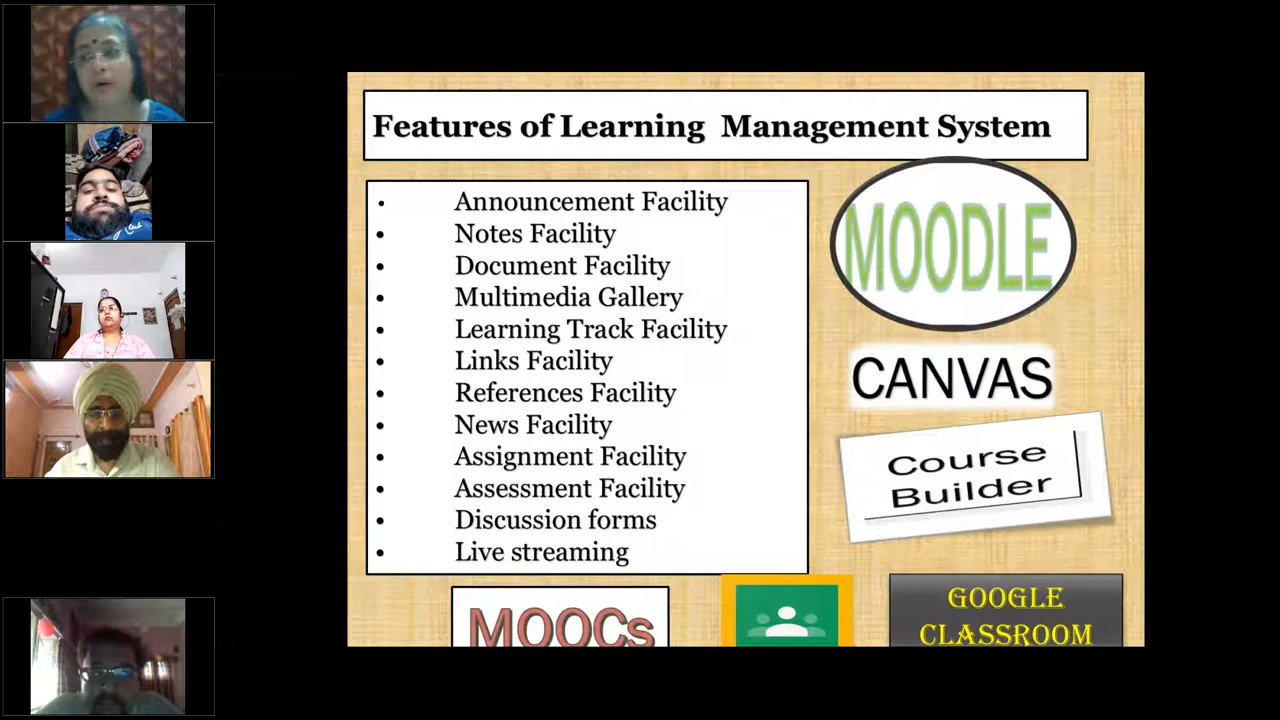 Features of Learning Management System
• Announcement Facility
• Notes Facility
• Document Facility
• Multimedia Gallery
• Learning Track Facility
• Links Facility
• References Facility
• News Facility
• Assignment Facility
• Assessment Facility
• Discussion forms
• Live streaming
MOODLE
CANVAS
Course
Builder
MOOCs
GOOGLE
CLASSROOM